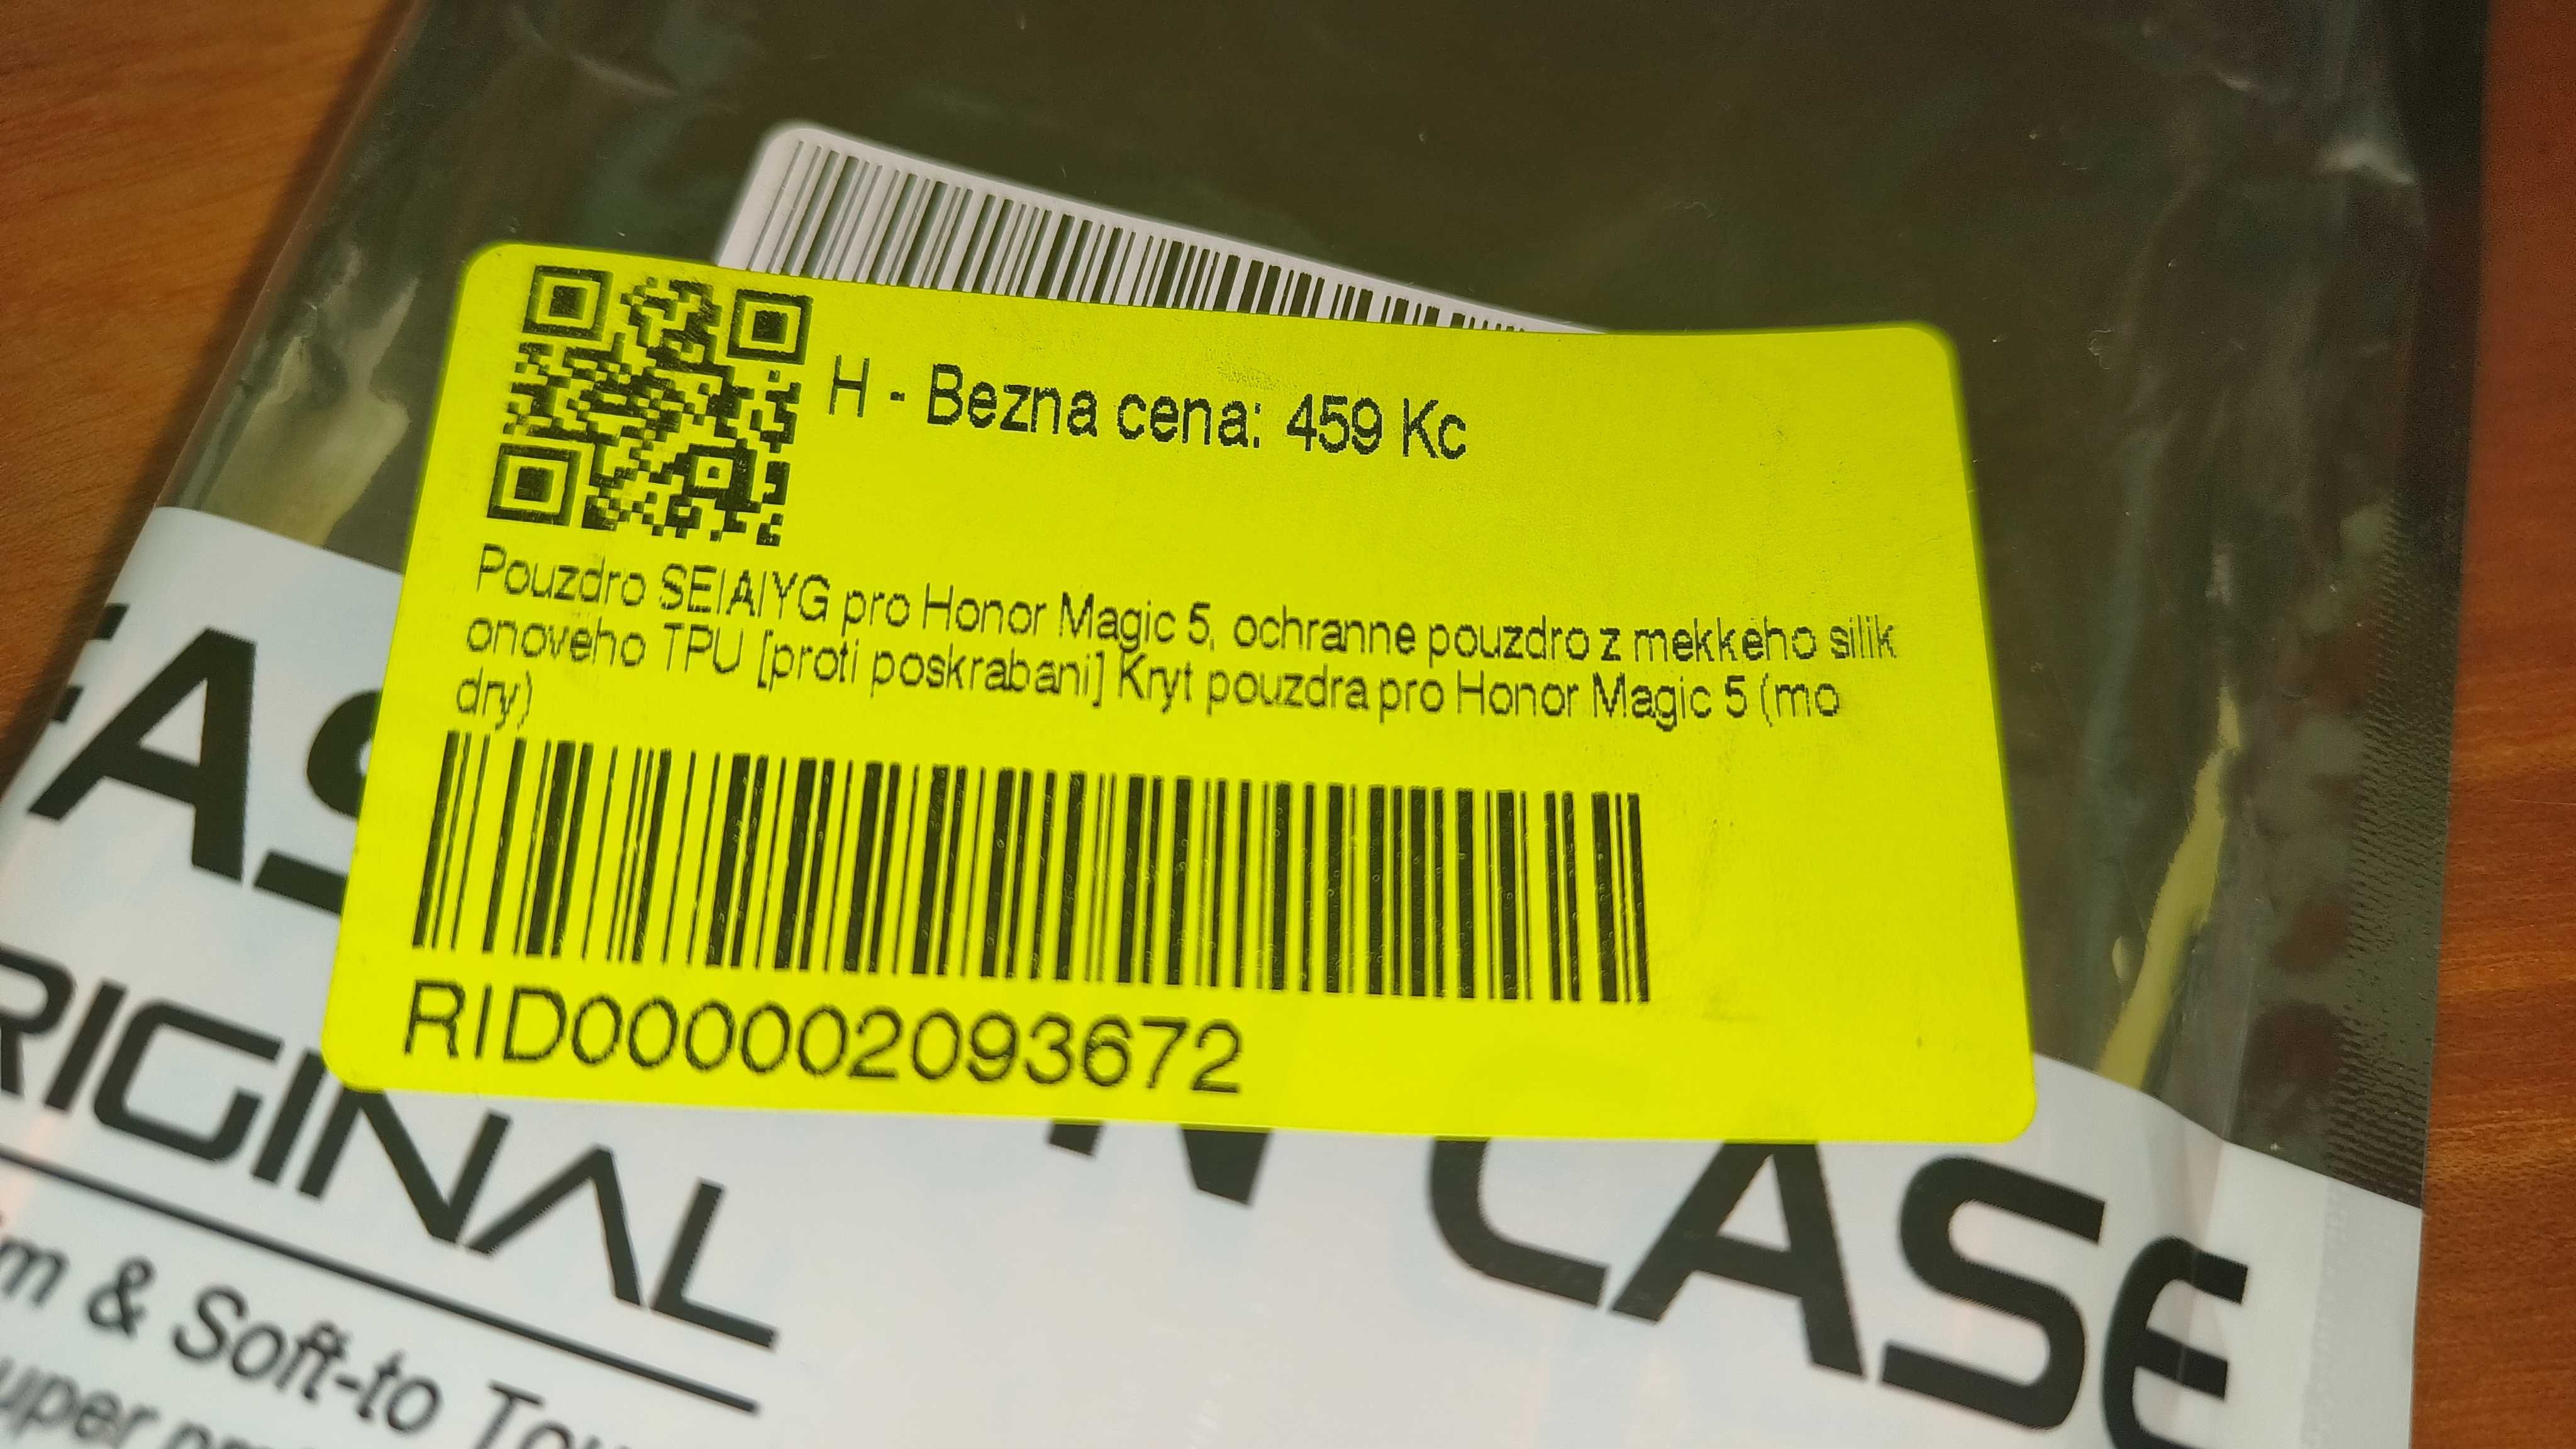 H - Bezna cena: 459 Kc
Pouzdro SEIAIYG pro Honor Magic 5, ochranne pouzdro z mekkeho silik
onoveho TPU [proti poskrabani] Kryt pouzdra pro Honor Magic 5 (mo
dry)
RID0000002093672
CASE
RIGINAL
& Soft-to